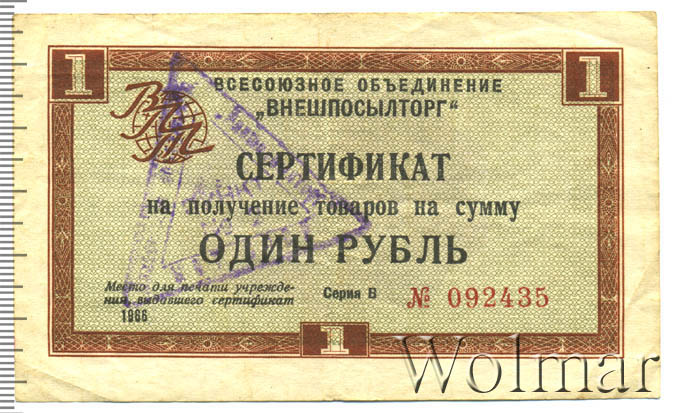 1 1
ВПТ
ВСЕСОЮЗНОЕ ОБЪЕДИНЕНИЕ
„ВНЕШПОСЫЛТОРГ“
СЕРТИФИКАТ
на получение товаров на сумму
ОДИН РУБЛЬ
Место для печати учрежде-
ния, выдавшего сертификат
1966
Серия В № 092435
1
Wolmar